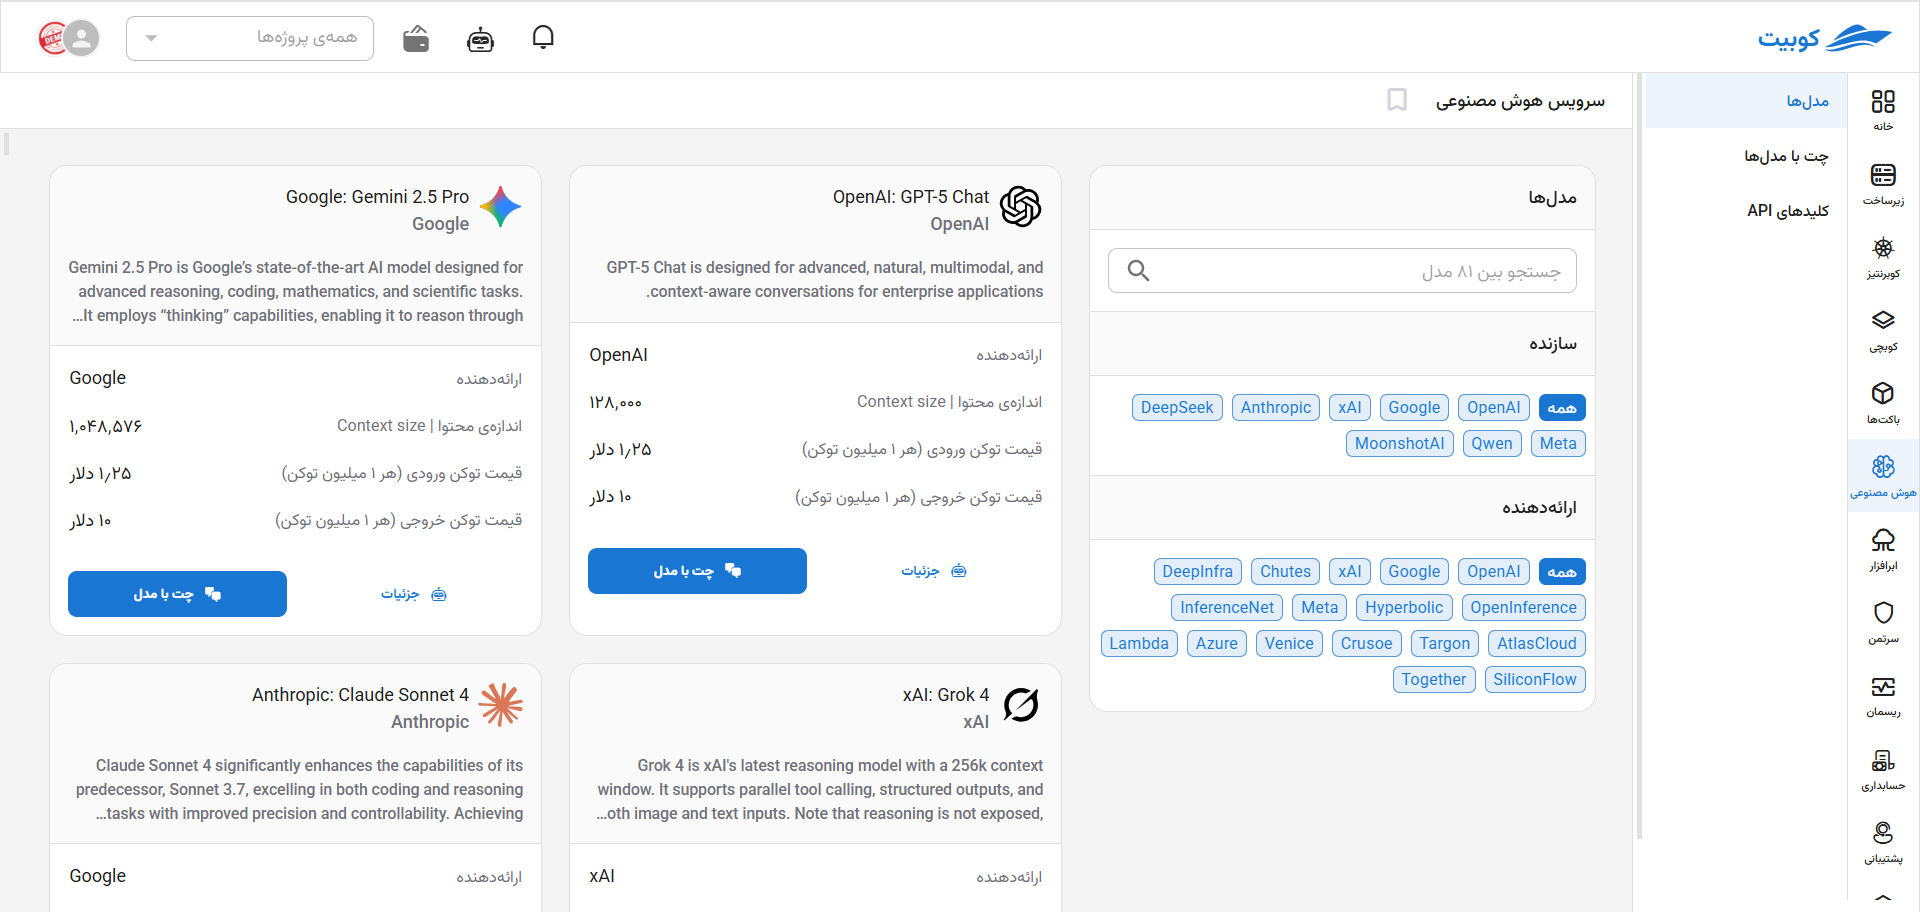 کوبیت
همه‌ی پروژه‌ها
خانه
زیرساخت
کوبرنتیز
کوبچی
باکت‌ها
هوش مصنوعی
ابرافزار
سرتمن
ریسمان
حسابداری
پشتیبانی
مدل‌ها
چت با مدل‌ها
کلیدهای API
سرویس هوش مصنوعی
مدل‌ها
جستجو بین ۸۱ مدل
سازنده
همه OpenAI Google xAI Anthropic DeepSeek
Meta Qwen MoonshotAI
ارائه‌دهنده
همه OpenAI Google xAI Chutes DeepInfra
OpenInference Hyperbolic Meta InferenceNet
AtlasCloud Targon Crusoe Venice Azure Lambda
SiliconFlow Together
OpenAI: GPT-5 Chat
OpenAI
GPT-5 Chat is designed for advanced, natural, multimodal, and
context-aware conversations for enterprise applications.
ارائه‌دهنده OpenAI
اندازه‌ی محتوا | Context size ۱۲۸,۰۰۰
قیمت توکن ورودی (هر ۱ میلیون توکن) ۱٫۲۵ دلار
قیمت توکن خروجی (هر ۱ میلیون توکن) ۱۰ دلار
جزئیات چت با مدل
Google: Gemini 2.5 Pro
Google
Gemini 2.5 Pro is Google’s state-of-the-art AI model designed for
advanced reasoning, coding, mathematics, and scientific tasks.
It employs “thinking” capabilities, enabling it to reason through...
ارائه‌دهنده Google
اندازه‌ی محتوا | Context size ۱,۰۴۸,۵۷۶
قیمت توکن ورودی (هر ۱ میلیون توکن) ۱٫۲۵ دلار
قیمت توکن خروجی (هر ۱ میلیون توکن) ۱۰ دلار
جزئیات چت با مدل
xAI: Grok 4
xAI
Grok 4 is xAI's latest reasoning model with a 256k context
window. It supports parallel tool calling, structured outputs, and
oth image and text inputs. Note that reasoning is not exposed,...
ارائه‌دهنده xAI
Anthropic: Claude Sonnet 4
Anthropic
Claude Sonnet 4 significantly enhances the capabilities of its
predecessor, Sonnet 3.7, excelling in both coding and reasoning
tasks with improved precision and controllability. Achieving...
ارائه‌دهنده Google